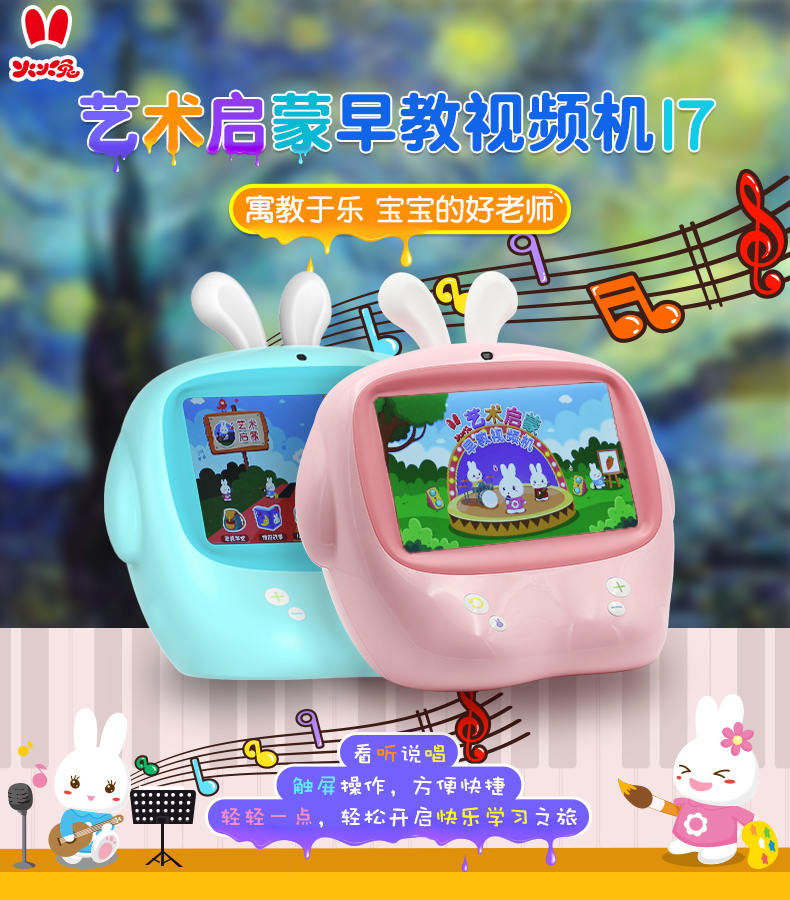 火火兔
艺术启蒙早教视频机I7
寓教于乐 宝宝的好老师
艺术
启蒙
艺术启蒙
早教视频机
看听说唱
触屏操作，方便快捷
轻轻一点，轻松开启快乐学习之旅